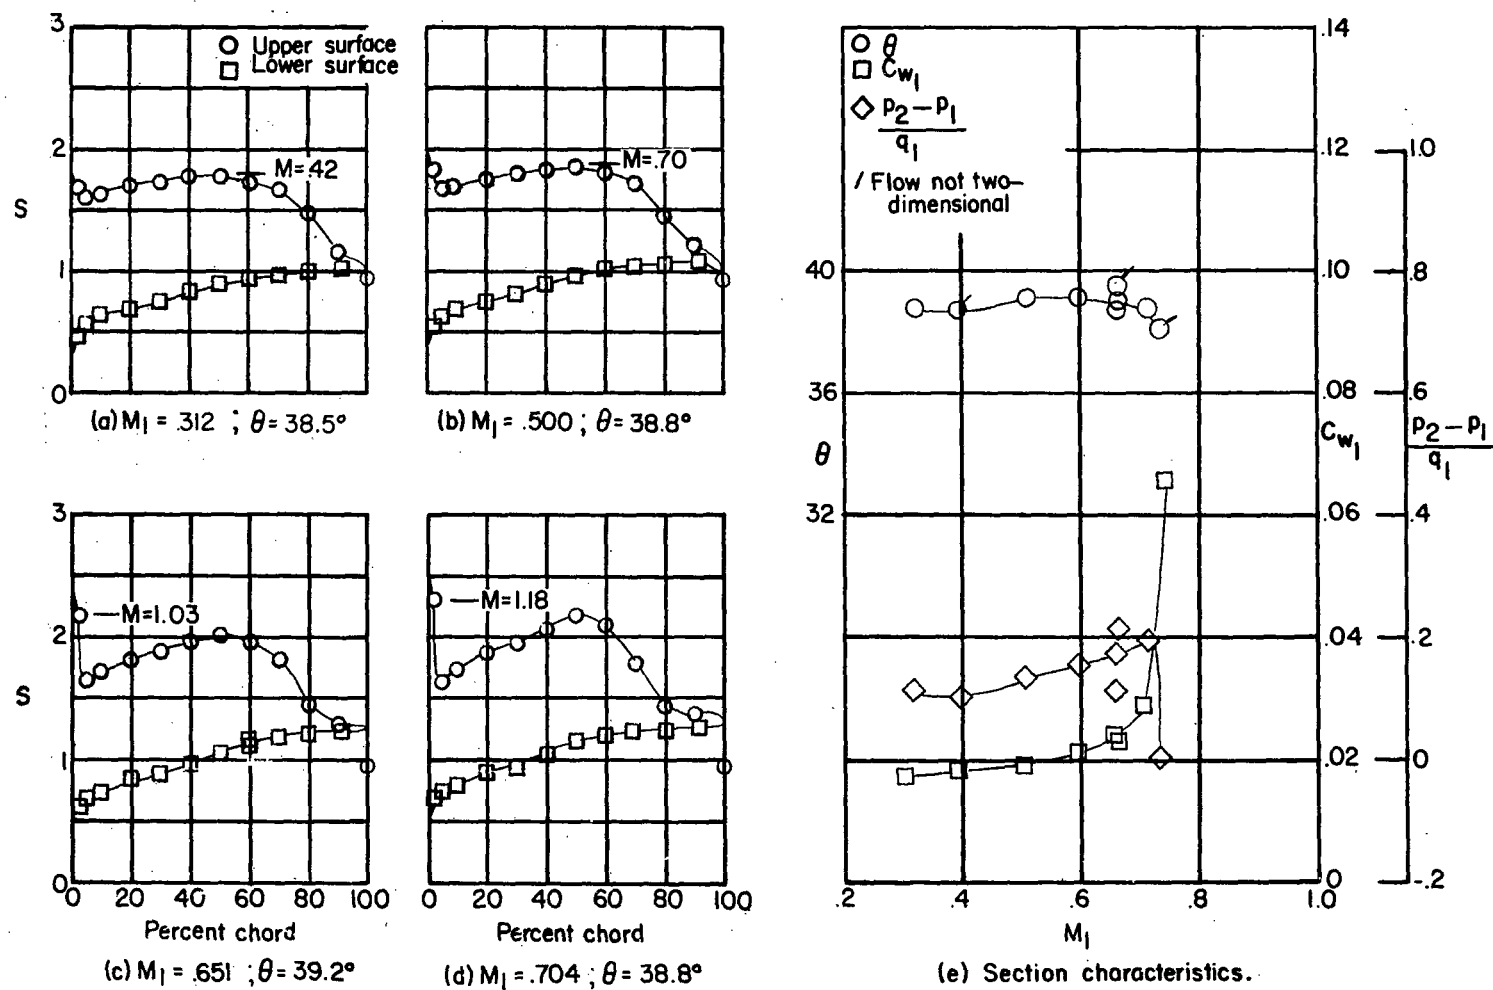 3
2
S
1
0
○ Upper surface
□ Lower surface
M=.42
(a) M₁ = .312 ; θ = 38.5°
M=.70
(b) M₁ = .500 ; θ = 38.8°
3
2
S
1
0
M=1.03
0 20 40 60 80 100
Percent chord
(c) M₁ = .651 ; θ = 39.2°
M=1.18
0 20 40 60 80 100
Percent chord
(d) M₁ = .704 ; θ = 38.8°
○ θ
□ Cw₁
◇ p₂−p₁
q₁
/ Flow not two-
dimensional
40
36
θ
32
.14
.12
.10
.08
Cw₁
.06
.04
.02
0
1.0
.8
.6
p₂−p₁
q₁
.4
.2
0
-.2
.2 .4 .6 .8 1.0
M₁
(e) Section characteristics.